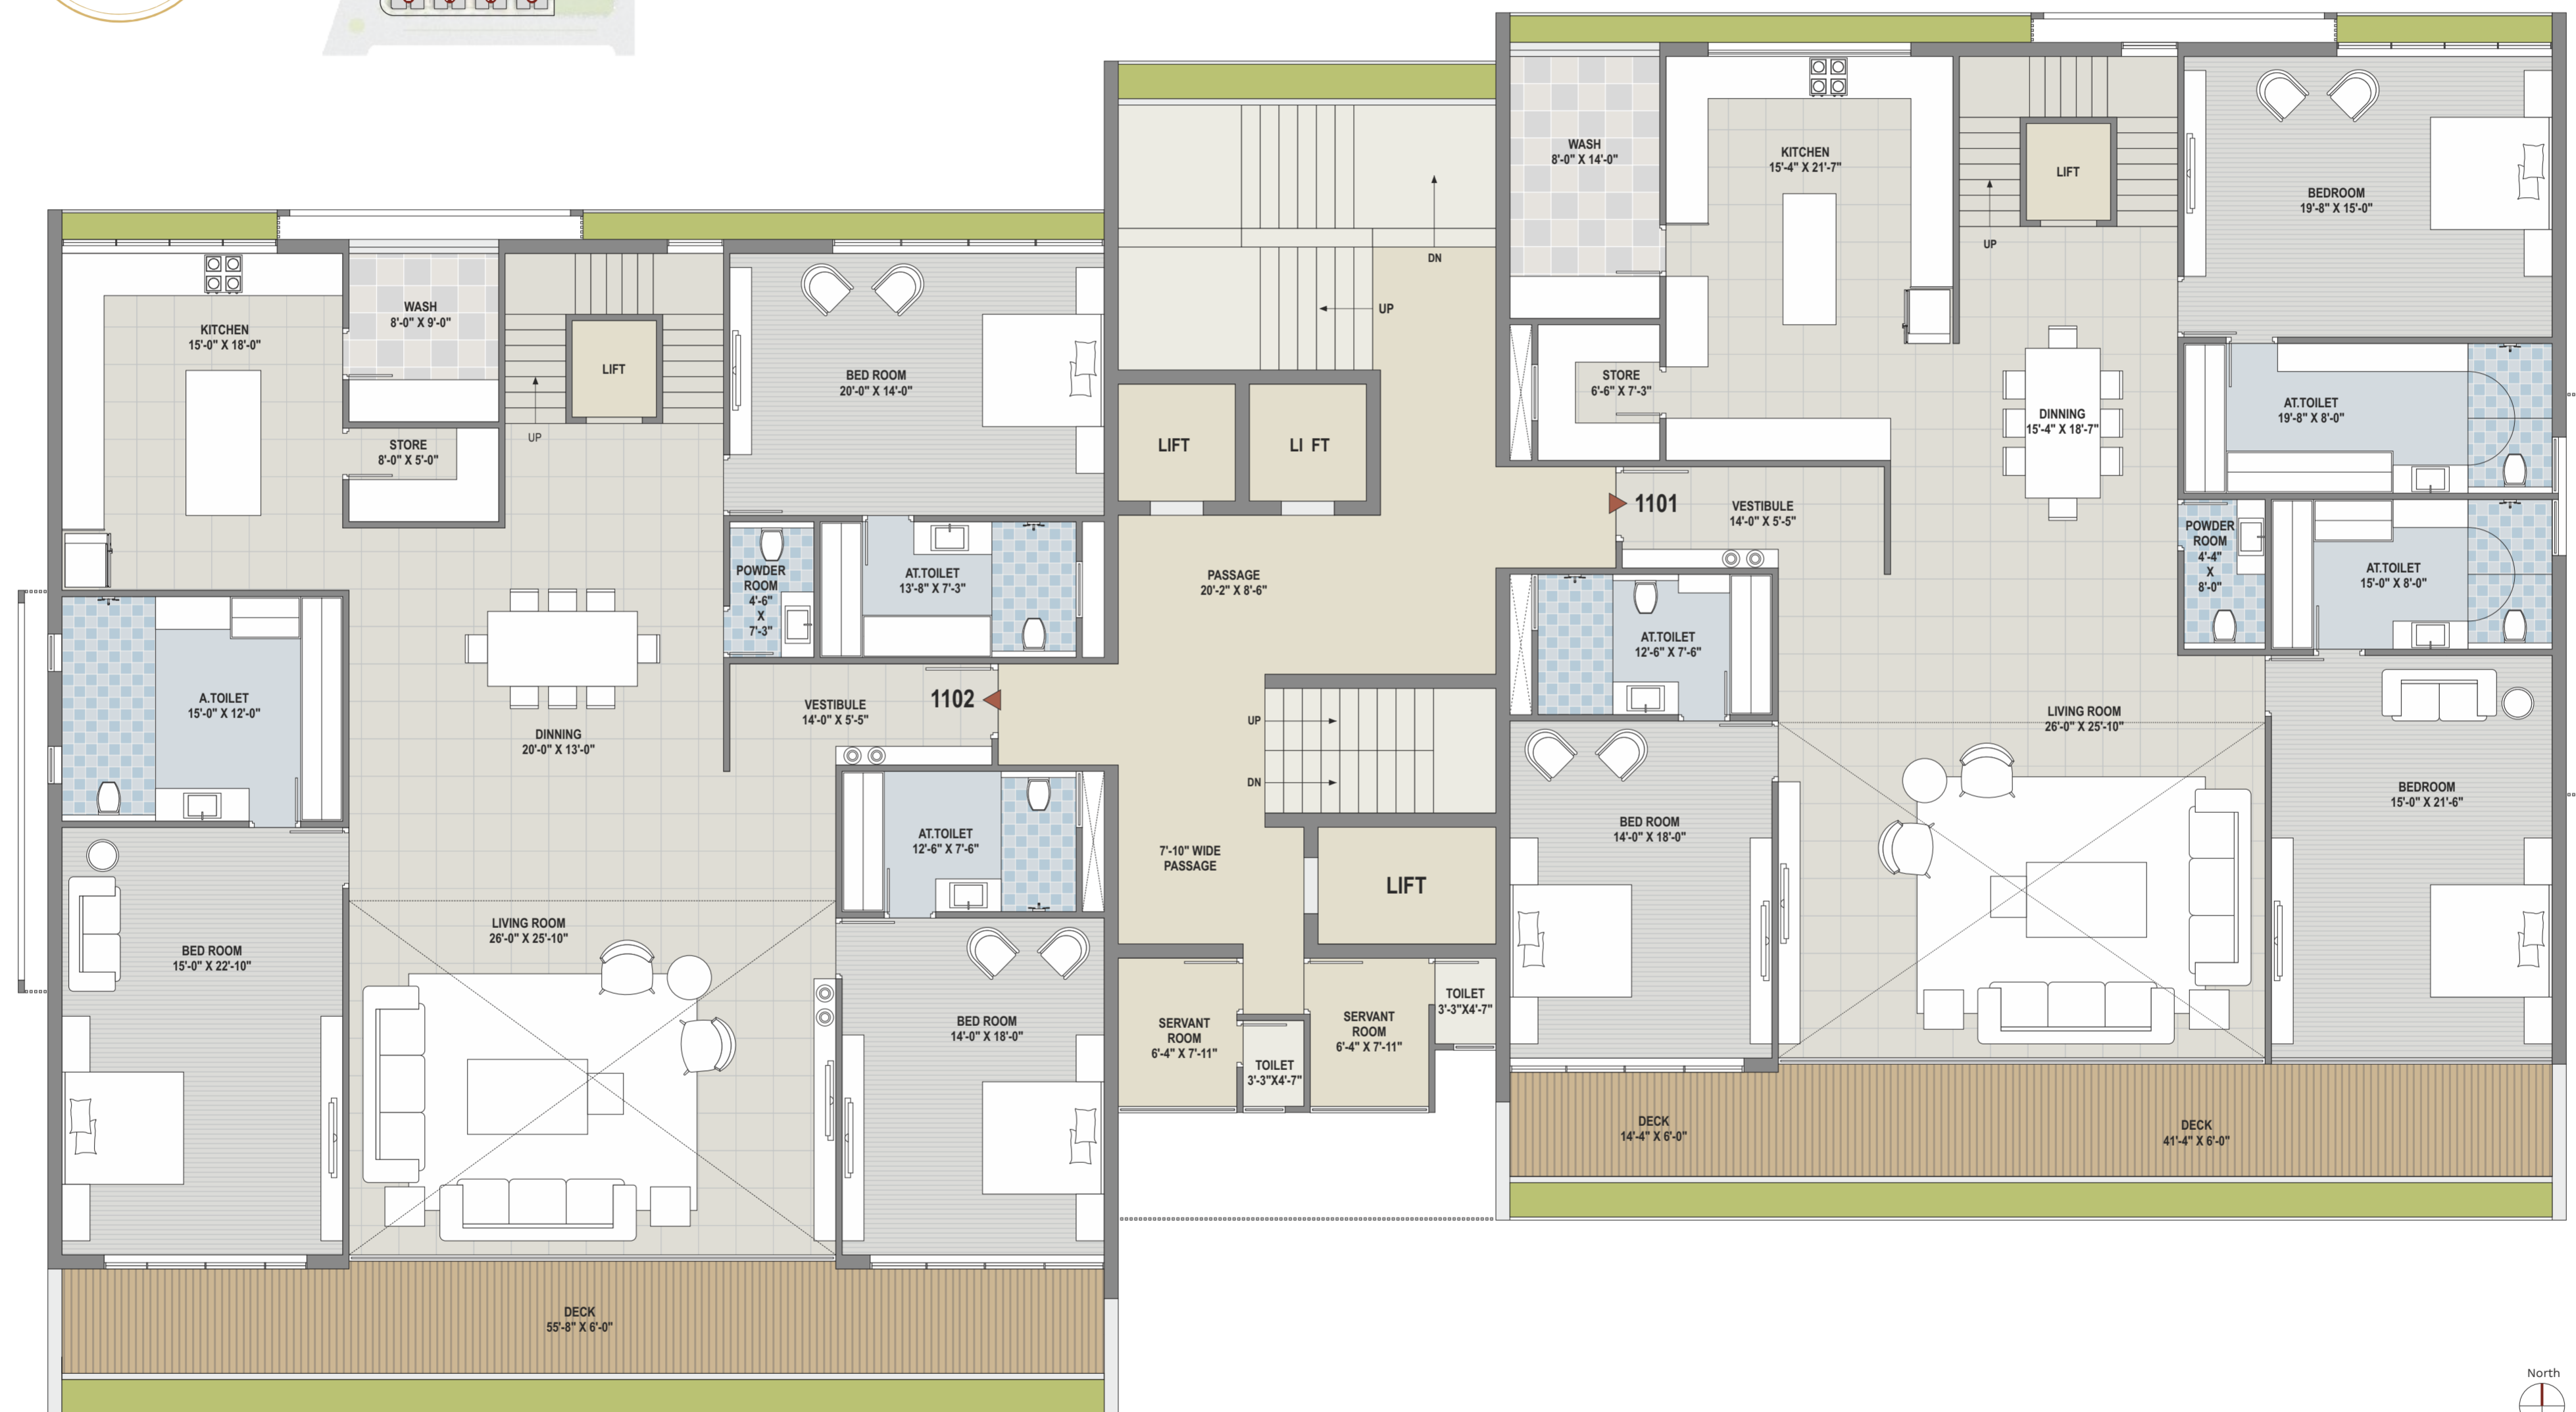 WASH
8'-0" X 14'-0"
KITCHEN
15'-4" X 21'-7"
LIFT
UP
BEDROOM
19'-8" X 15'-0"
DN
UP
KITCHEN
15'-0" X 18'-0"
WASH
8'-0" X 9'-0"
LIFT
UP
BED ROOM
20'-0" X 14'-0"
STORE
8'-0" X 5'-0"
LIFT
LI FT
STORE
6'-6" X 7'-3"
DINNING
15'-4" X 18'-7"
AT.TOILET
19'-8" X 8'-0"
1101
VESTIBULE
14'-0" X 5'-5"
POWDER
ROOM
4'-4"
X
8'-0"
AT.TOILET
15'-0" X 8'-0"
POWDER
ROOM
4'-6"
X
7'-3"
AT.TOILET
13'-8" X 7'-3"
PASSAGE
20'-2" X 8'-6"
AT.TOILET
12'-6" X 7'-6"
A.TOILET
15'-0" X 12'-0"
DINNING
20'-0" X 13'-0"
VESTIBULE
14'-0" X 5'-5"
1102
UP
DN
LIVING ROOM
26'-0" X 25'-10"
BEDROOM
15'-0" X 21'-6"
BED ROOM
14'-0" X 18'-0"
AT.TOILET
12'-6" X 7'-6"
7'-10" WIDE
PASSAGE
LIFT
BED ROOM
15'-0" X 22'-10"
LIVING ROOM
26'-0" X 25'-10"
BED ROOM
14'-0" X 18'-0"
SERVANT
ROOM
6'-4" X 7'-11"
TOILET
3'-3"X4'-7"
SERVANT
ROOM
6'-4" X 7'-11"
TOILET
3'-3"X4'-7"
DECK
14'-4" X 6'-0"
DECK
41'-4" X 6'-0"
DECK
55'-8" X 6'-0"
North